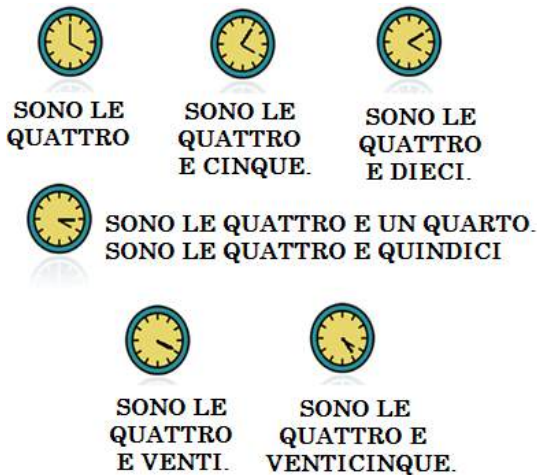 SONO LE
QUATTRO
SONO LE
QUATTRO
E CINQUE.
SONO LE
QUATTRO
E DIECI.
SONO LE QUATTRO E UN QUARTO.
SONO LE QUATTRO E QUINDICI
SONO LE
QUATTRO
E VENTI.
SONO LE
QUATTRO E
VENTICINQUE.